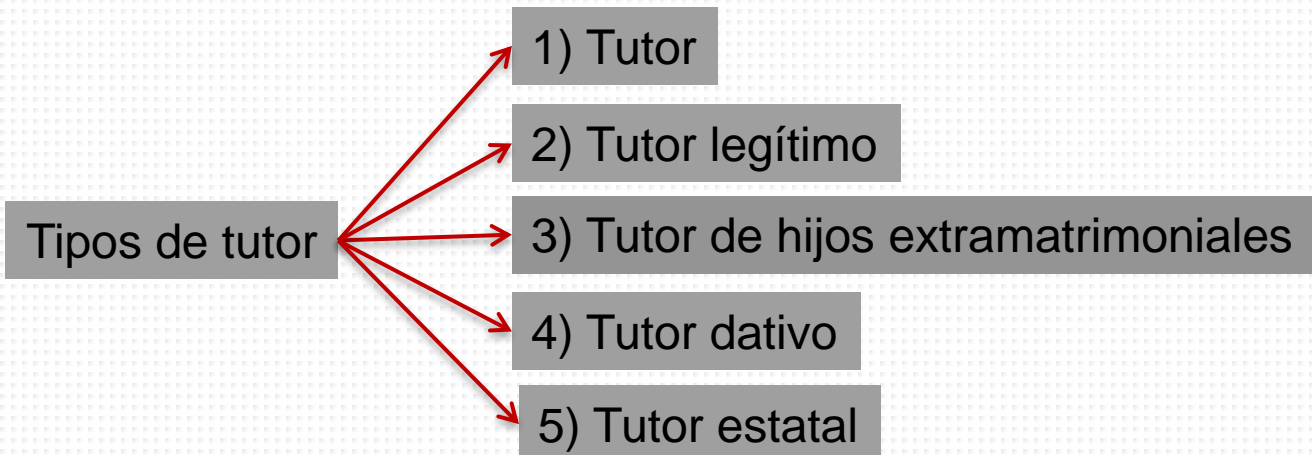 Tipos de tutor
1) Tutor
2) Tutor legítimo
3) Tutor de hijos extramatrimoniales
4) Tutor dativo
5) Tutor estatal